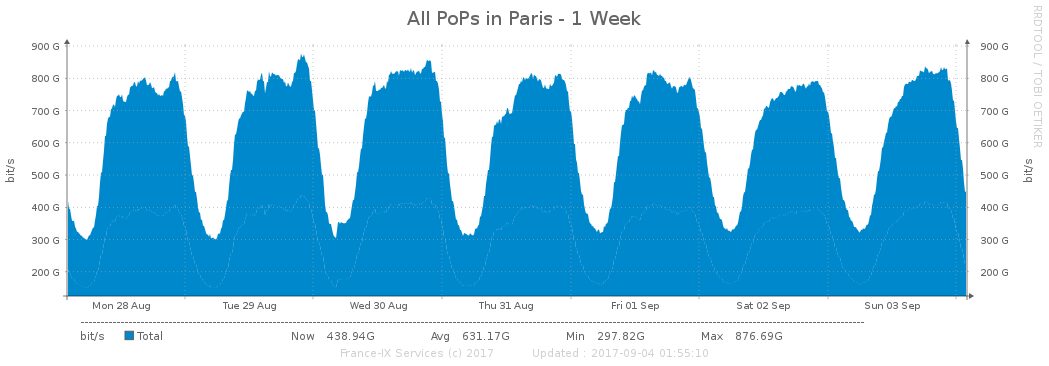 All PoPs in Paris - 1 Week
RRDTOOL / TOBI OETIKER
bit/s
900 G
800 G
700 G
600 G
500 G
400 G
300 G
200 G
900 G
800 G
700 G
600 G
500 G
400 G
300 G
200 G
bit/s
Mon 28 Aug Tue 29 Aug Wed 30 Aug Thu 31 Aug Fri 01 Sep Sat 02 Sep Sun 03 Sep
bit/s Total Now 438.94G Avg 631.17G Min 297.82G Max 876.69G
France-IX Services (c) 2017 Updated : 2017-09-04 01:55:10